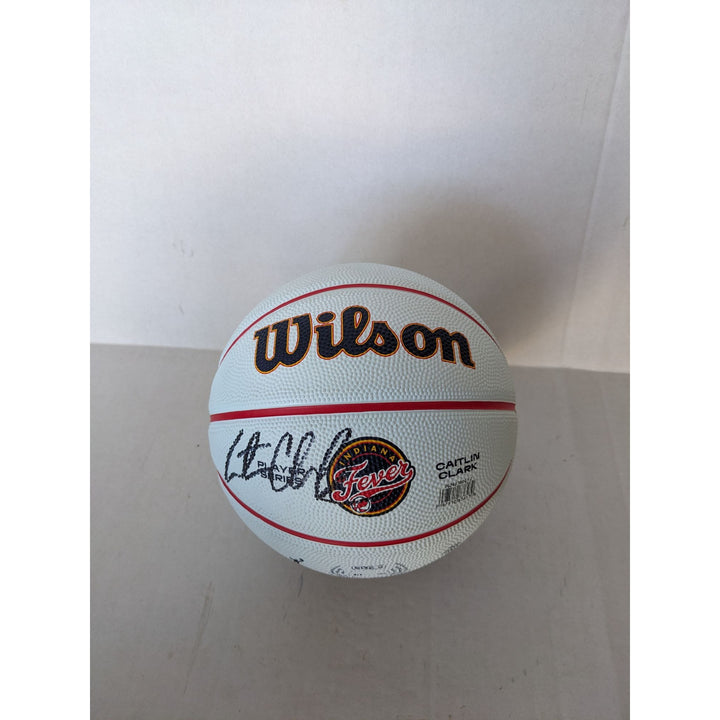 Wilson
PLAYER
SERIES
INDIANA
Fever
CAITLIN
CLARK